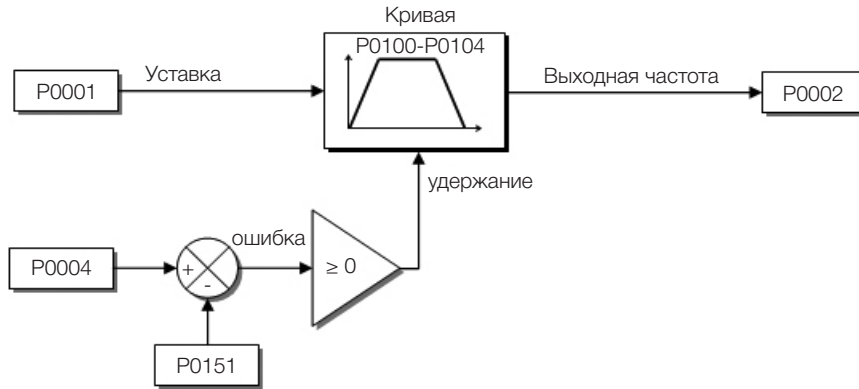 Кривая
P0100-P0104
Уставка
P0001
Выходная частота
P0002
удержание
ошибка
P0004
+
-
≥ 0
P0151